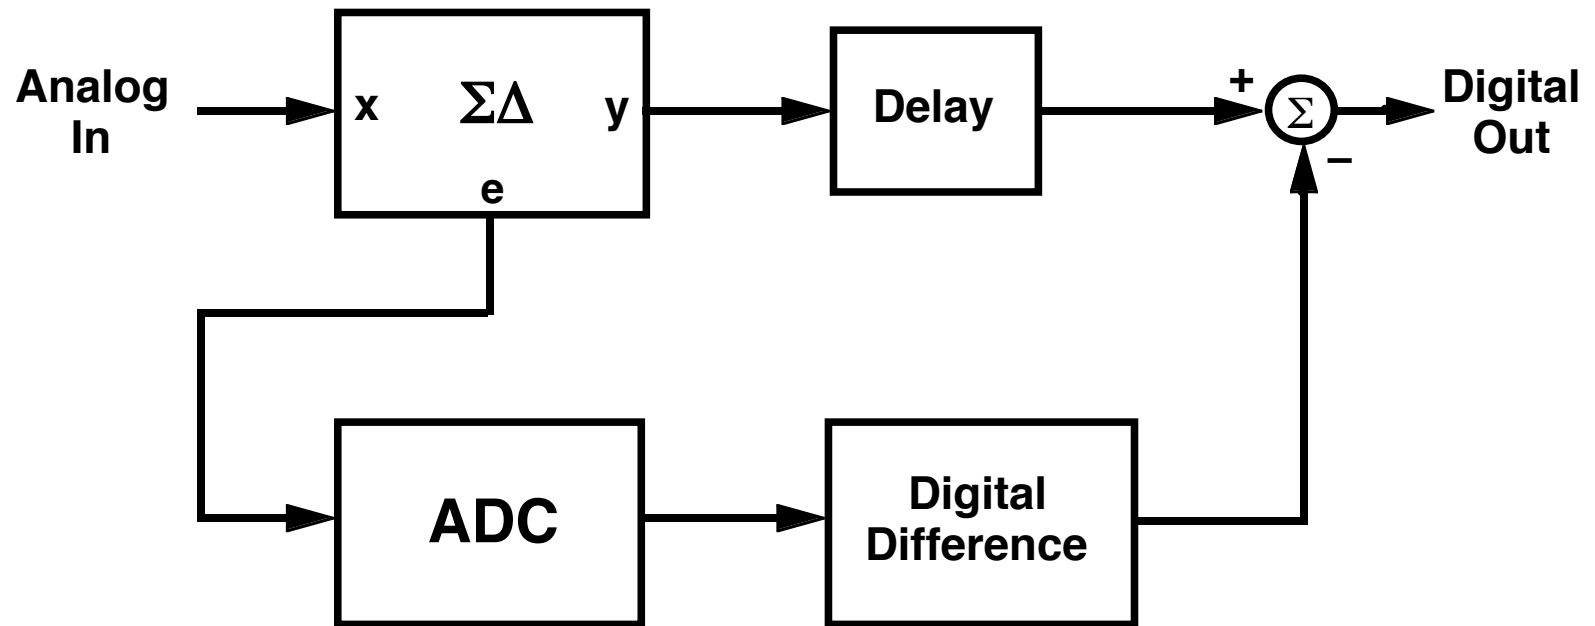 Analog
In
x ΣΔ y
e
Delay
+
Σ
−
Digital
Out
ADC
Digital
Difference